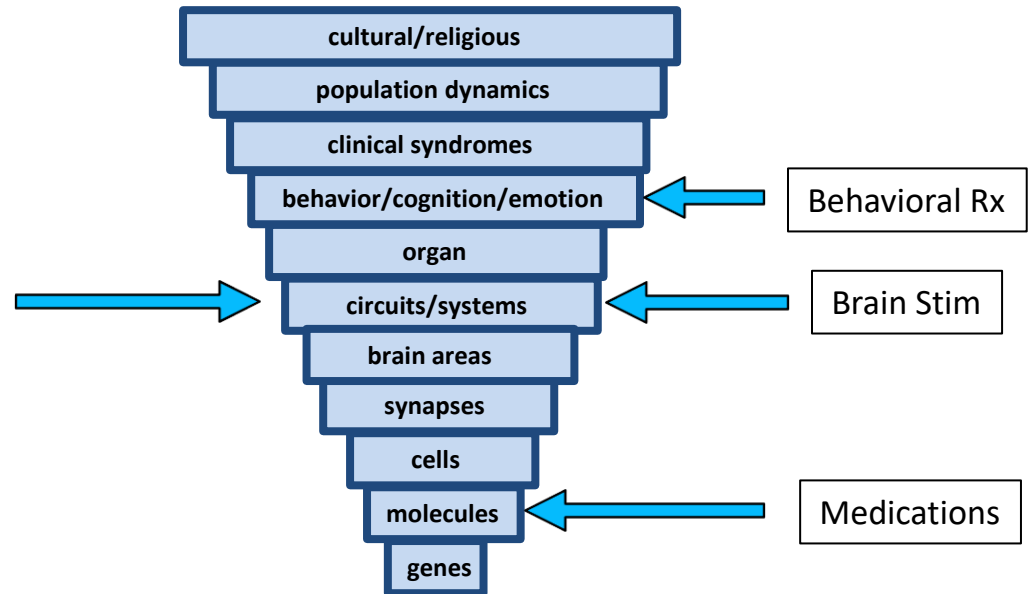 cultural/religious
population dynamics
clinical syndromes
behavior/cognition/emotion
Behavioral Rx
organ
circuits/systems
Brain Stim
brain areas
synapses
cells
molecules
Medications
genes